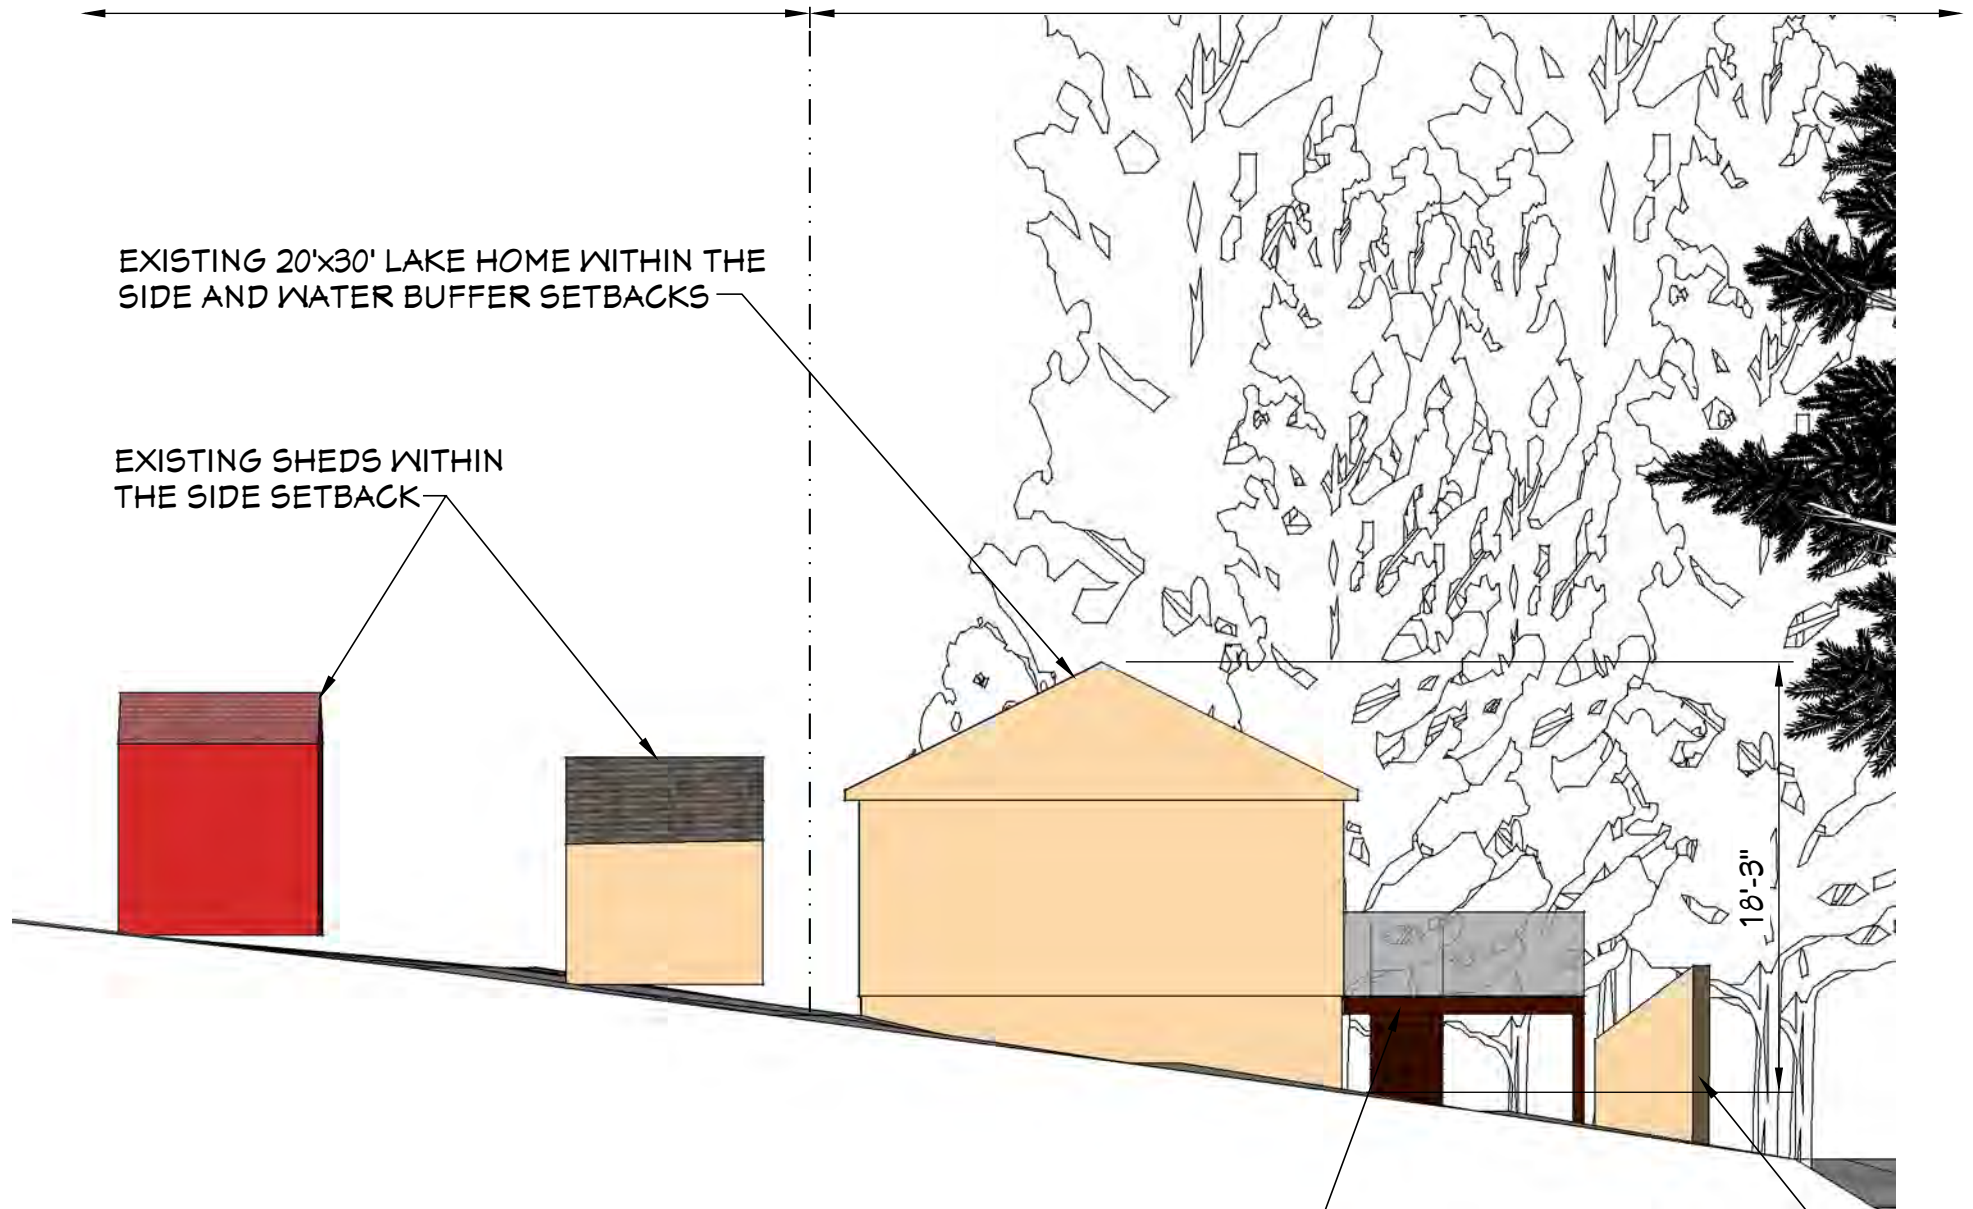 EXISTING 20'x30' LAKE HOME WITHIN THE
SIDE AND WATER BUFFER SETBACKS
EXISTING SHEDS WITHIN
THE SIDE SETBACK
18'-3"